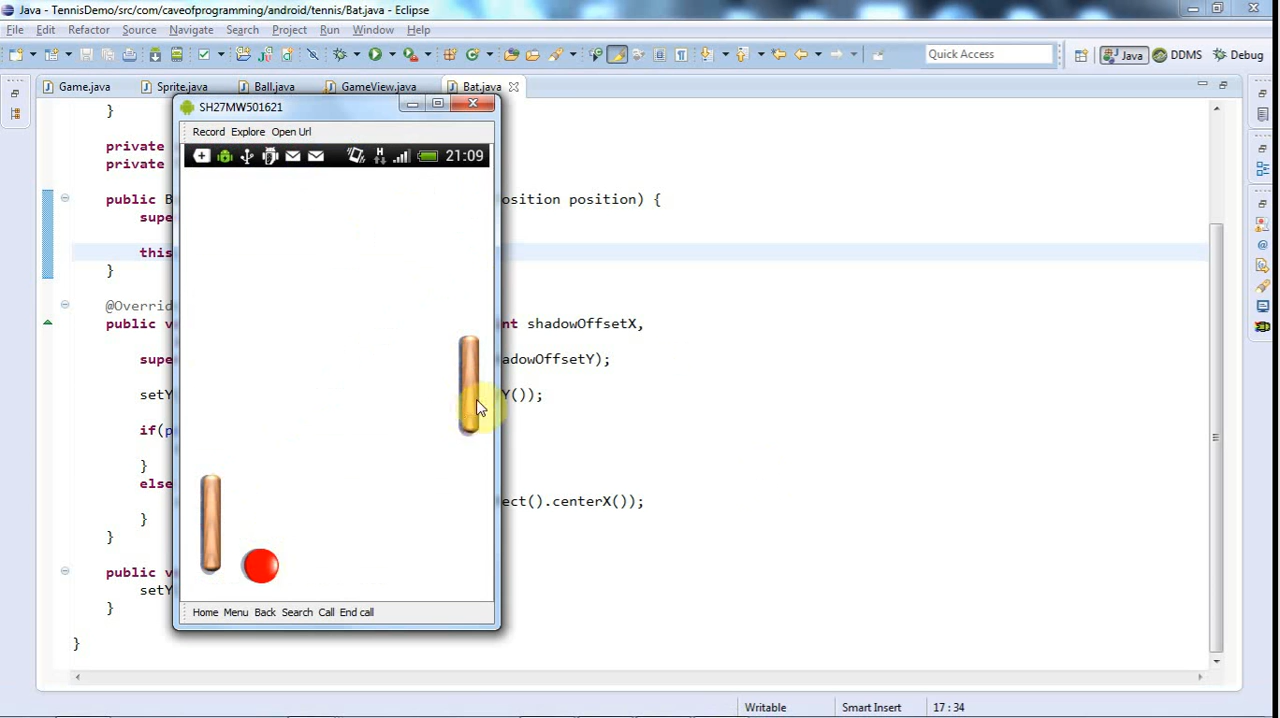 Java - TennisDemo/src/com/caveofprogramming/android/tennis/Bat.java - Eclipse
File Edit Refactor Source Navigate Search Project Run Window Help
Quick Access Java DDMS Debug
Game.java Sprite.java Ball.java GameView.java Bat.java
SH27MW501621
Record Explore Open Url
H 21:09
}
private
private
public B osition position) {
supe
this
}
@Overrid
public v nt shadowOffsetX,
supe adowOffsetY);
setY Y());
if(p
}
else
ect().centerX());
}
}
public v
setY
}
}
Home Menu Back Search Call End call
Writable Smart Insert 17 : 34